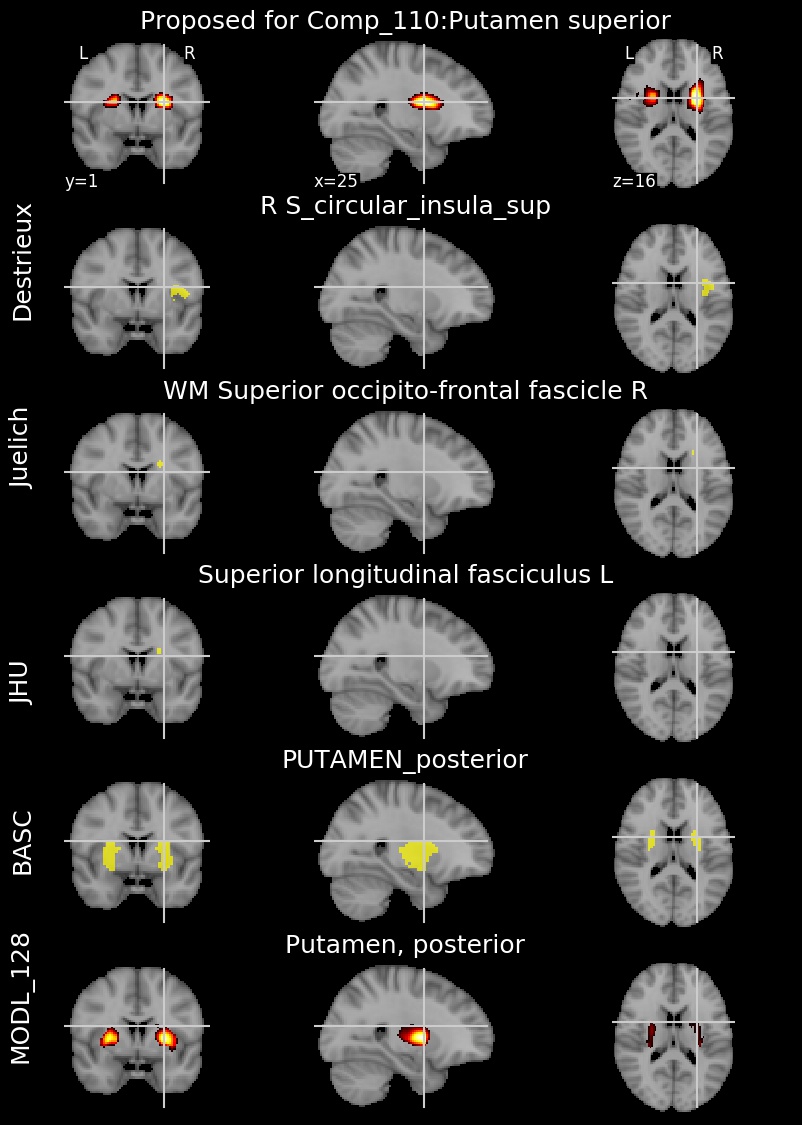 Proposed for Comp_110:Putamen superior
L R
L R
y=1
x=25
z=16
R S_circular_insula_sup
Destrieux
WM Superior occipito-frontal fascicle R
Juelich
Superior longitudinal fasciculus L
JHU
PUTAMEN_posterior
BASC
Putamen, posterior
MODL_128